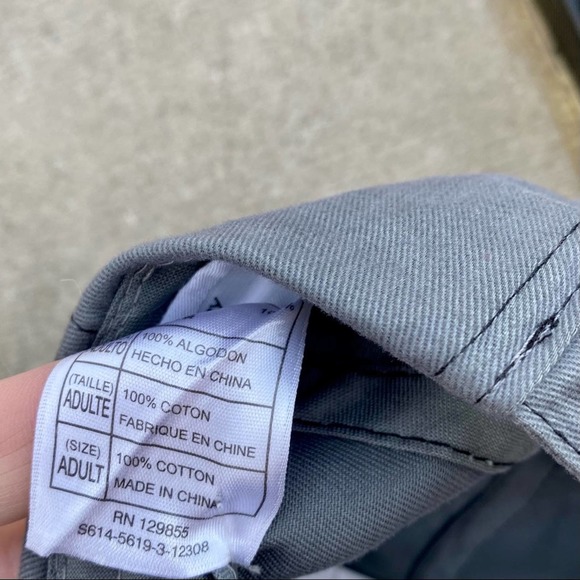 100% ALGODON
HECHO EN CHINA
(TAILLE)
ADULTE
100% COTON
FABRIQUE EN CHINE
(SIZE)
ADULT
100% COTTON
MADE IN CHINA
RN 129855
S614-5619-3-12308